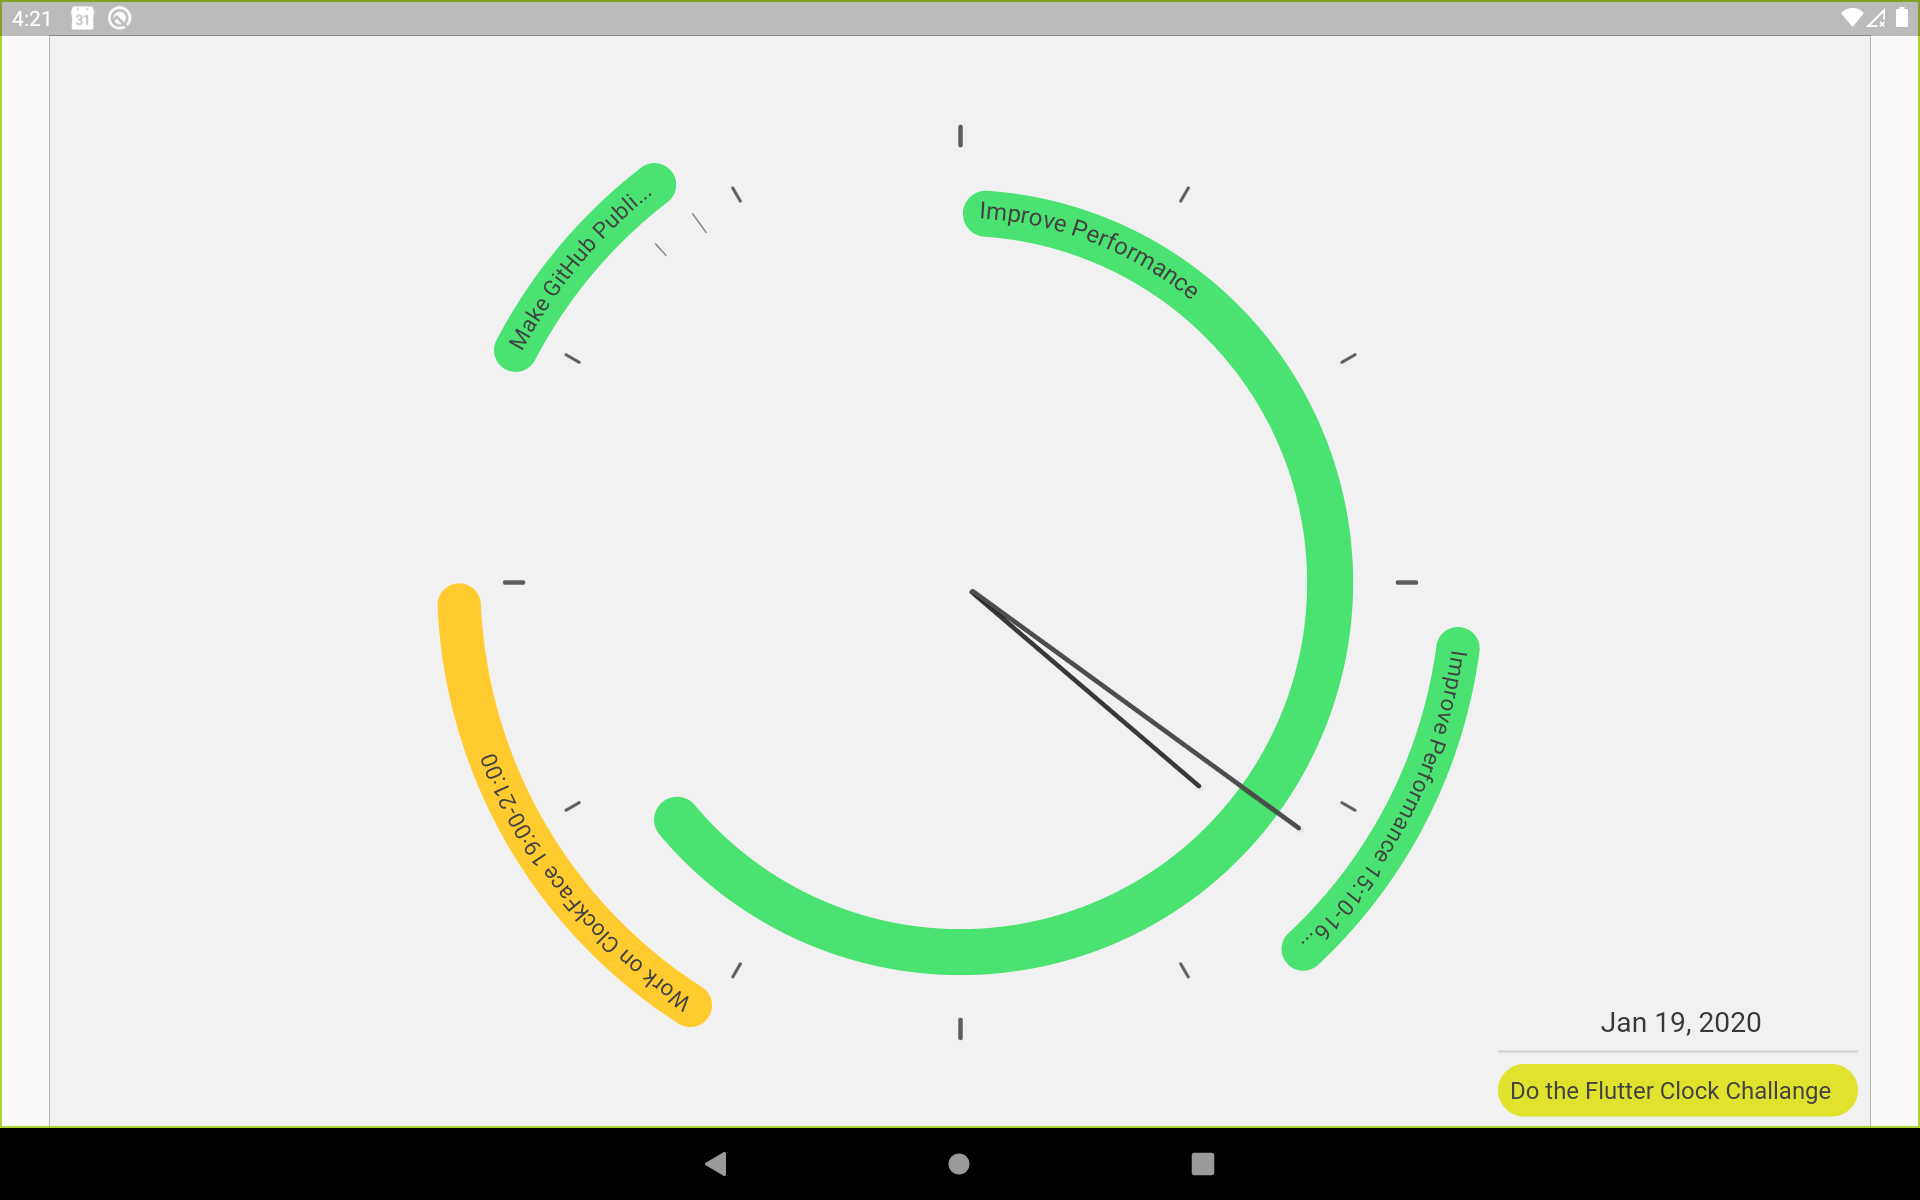 4:21
31
Make GitHub Publi...
Improve Performance
Improve Performance 15:10-16...
Work on ClockFace 19:00-21:00
Jan 19, 2020
Do the Flutter Clock Challange